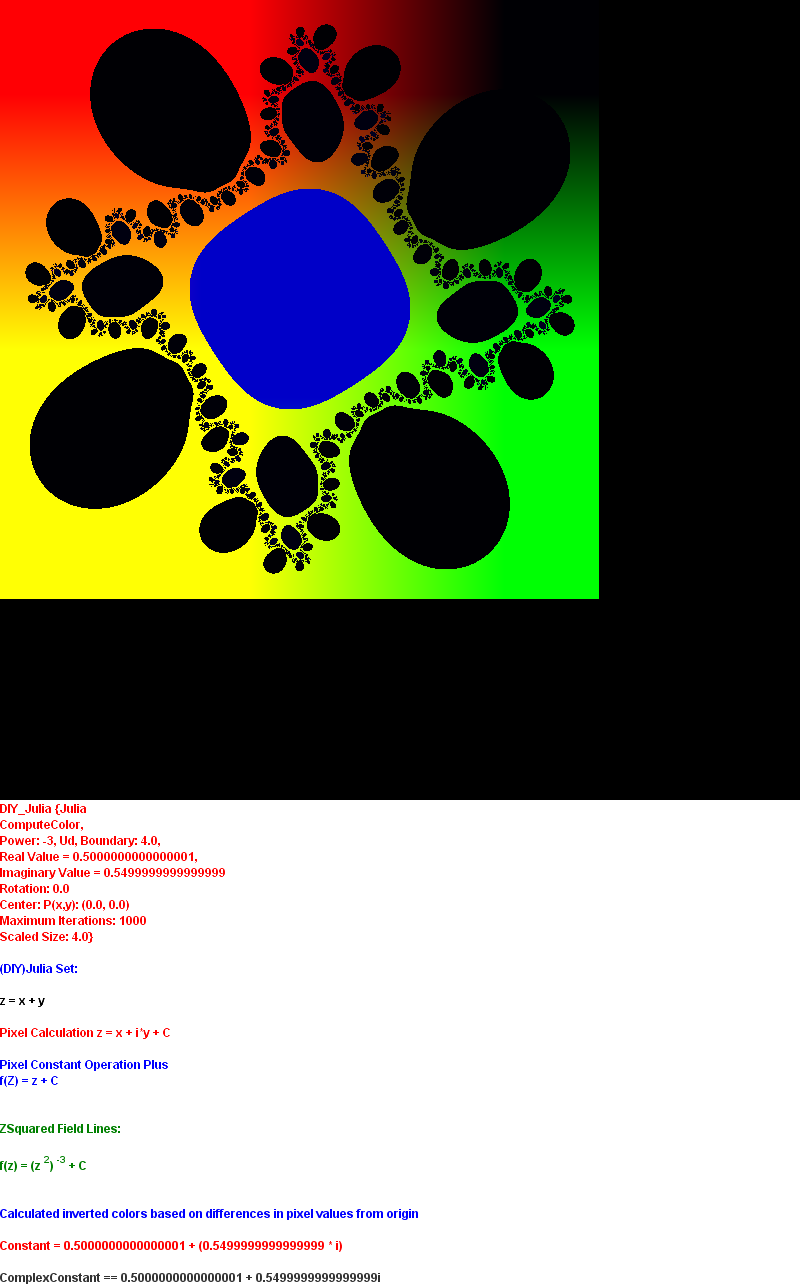 DIY_Julia {Julia
ComputeColor,
Power: -3, Ud, Boundary: 4.0,
Real Value = 0.5000000000000001,
Imaginary Value = 0.5499999999999999
Rotation: 0.0
Center: P(x,y): (0.0, 0.0)
Maximum Iterations: 1000
Scaled Size: 4.0}
(DIY)Julia Set:
z = x + y
Pixel Calculation z = x + i*y + C
Pixel Constant Operation Plus
f(Z) = z + C
ZSquared Field Lines:
f(z) = (z ²) ⁻³ + C
Calculated inverted colors based on differences in pixel values from origin
Constant = 0.5000000000000001 + (0.5499999999999999 * i)
ComplexConstant == 0.5000000000000001 + 0.5499999999999999i